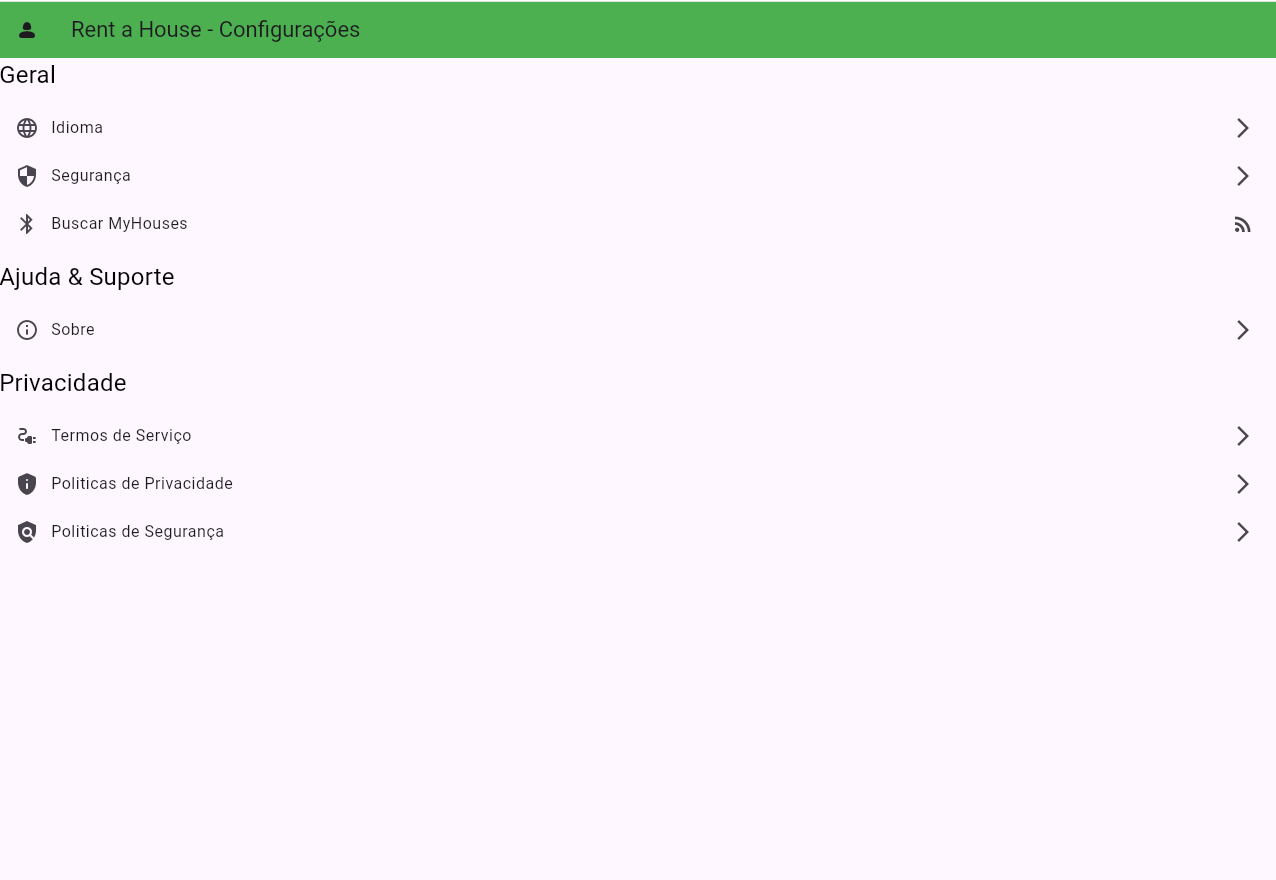 Rent a House - Configurações
Geral
Idioma
Segurança
Buscar MyHouses
Ajuda & Suporte
Sobre
Privacidade
Termos de Serviço
Politicas de Privacidade
Politicas de Segurança